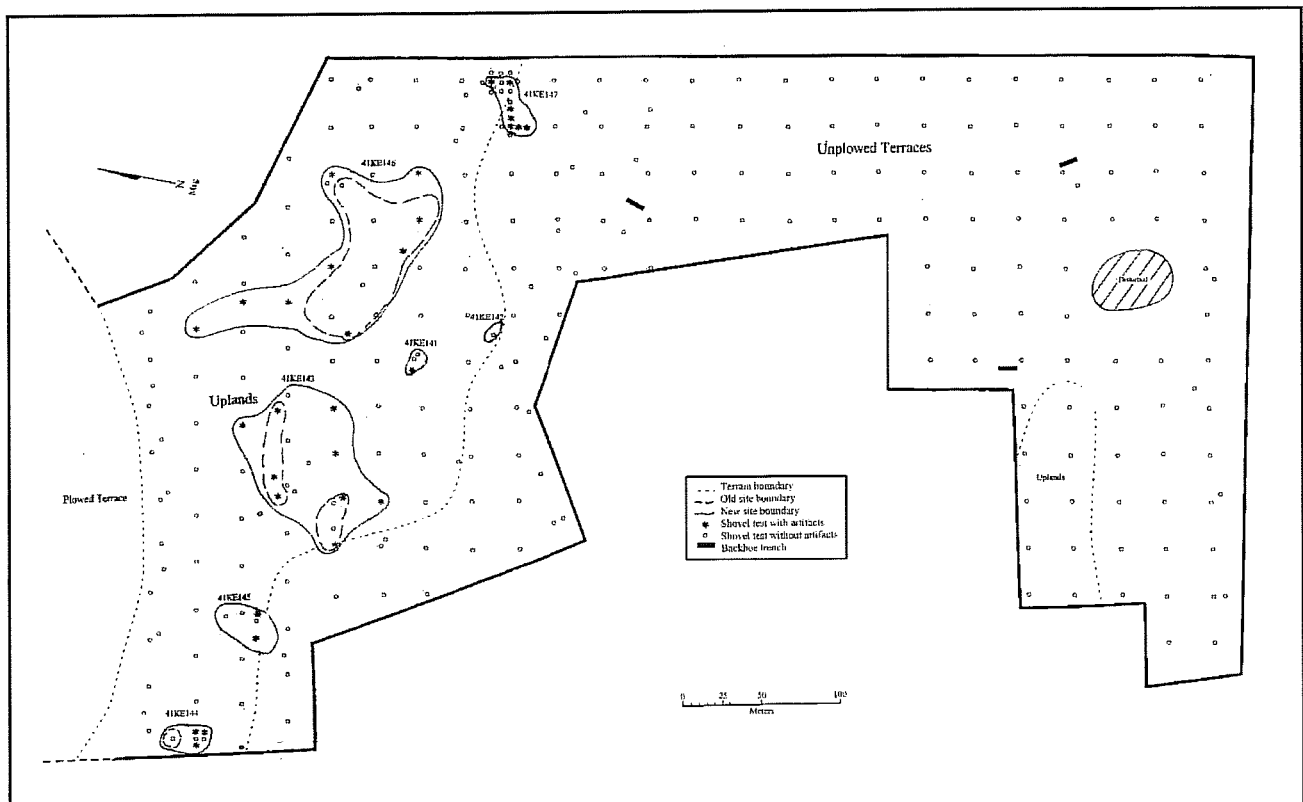 41KE147
Unplowed Terraces
41KE146
N Mag
41KE142
41KE141
41KE143
Uplands
Plowed Terrace
Uplands
Terrain boundary
Old site boundary
New site boundary
Shovel test with artifacts
Shovel test without artifacts
Backhoe trench
41KE145
0 25 50 100
Meters
41KE144